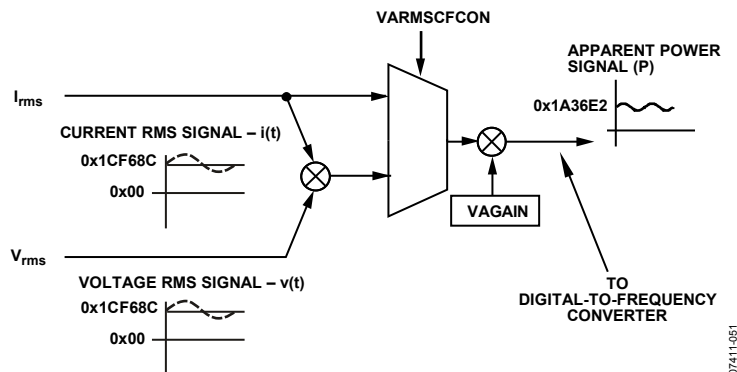 VARMSCFCON
APPARENT POWER
SIGNAL (P)
0x1A36E2
Irms
CURRENT RMS SIGNAL – i(t)
0x1CF68C
0x00
VAGAIN
Vrms
VOLTAGE RMS SIGNAL – v(t)
0x1CF68C
0x00
TO
DIGITAL-TO-FREQUENCY
CONVERTER
07411-051